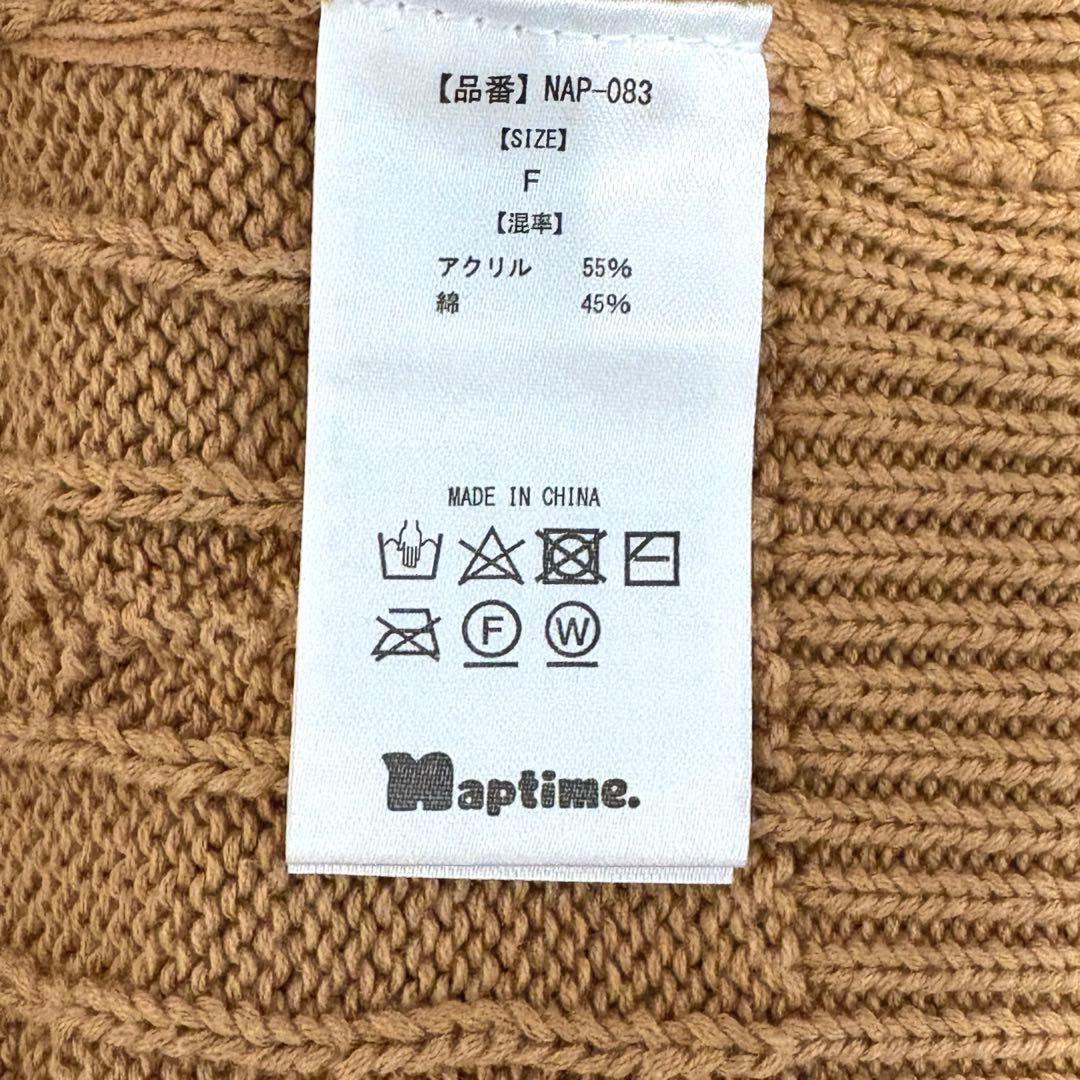 【品番】NAP-083
【SIZE】
F
【混率】
アクリル 55%
綿 45%
MADE IN CHINA
F W
Naptime.